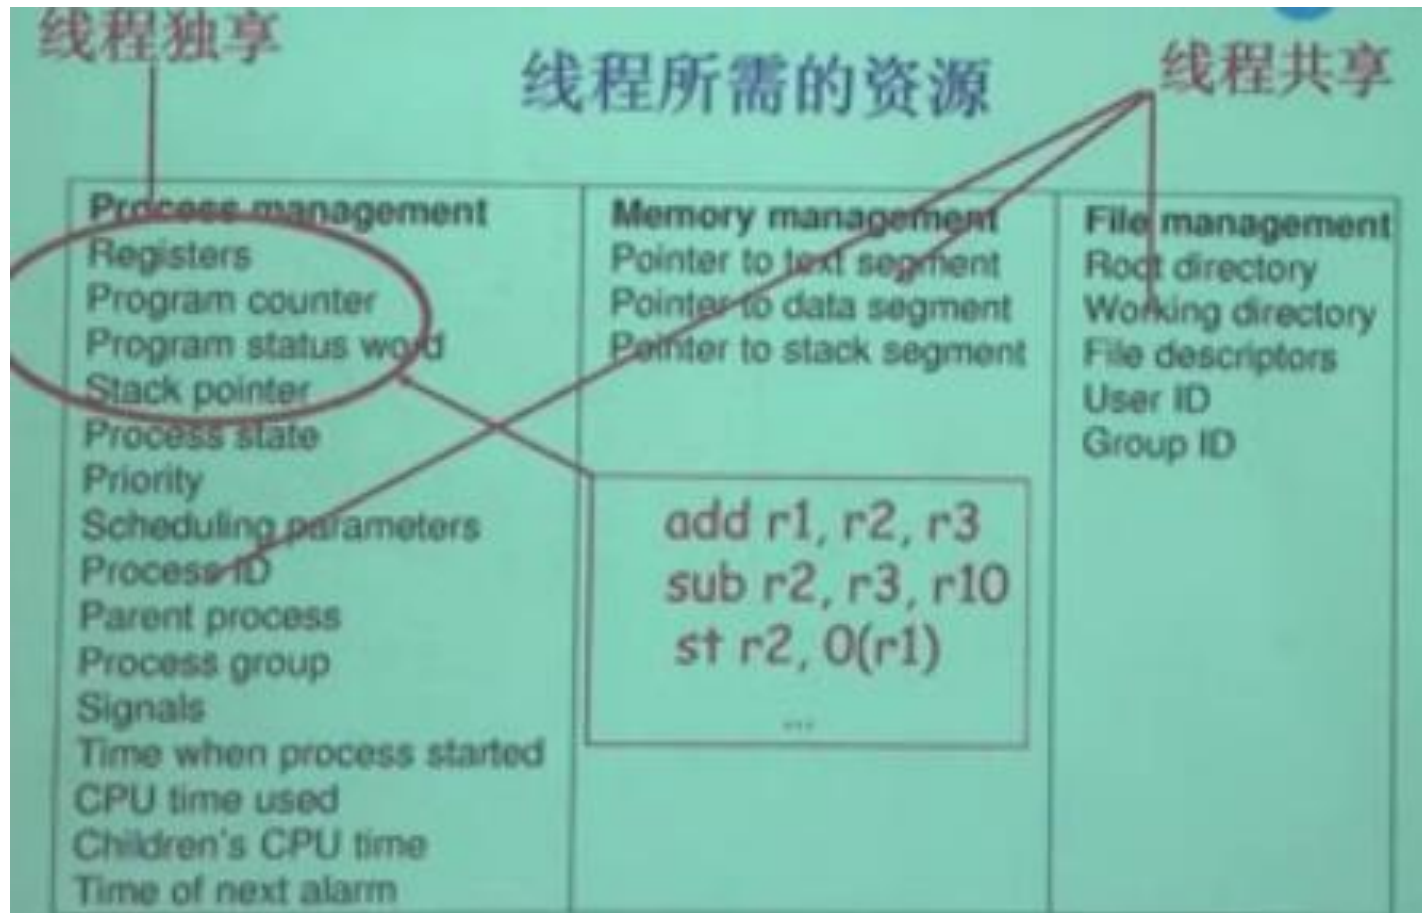 线程独享
线程所需的资源
线程共享
Process management
Registers
Program counter
Program status word
Stack pointer
Process state
Priority
Scheduling parameters
Process ID
Parent process
Process group
Signals
Time when process started
CPU time used
Children's CPU time
Time of next alarm
Memory management
Pointer to text segment
Pointer to data segment
Pointer to stack segment
add r1, r2, r3
sub r2, r3, r10
st r2, 0(r1)
...
File management
Root directory
Working directory
File descriptors
User ID
Group ID